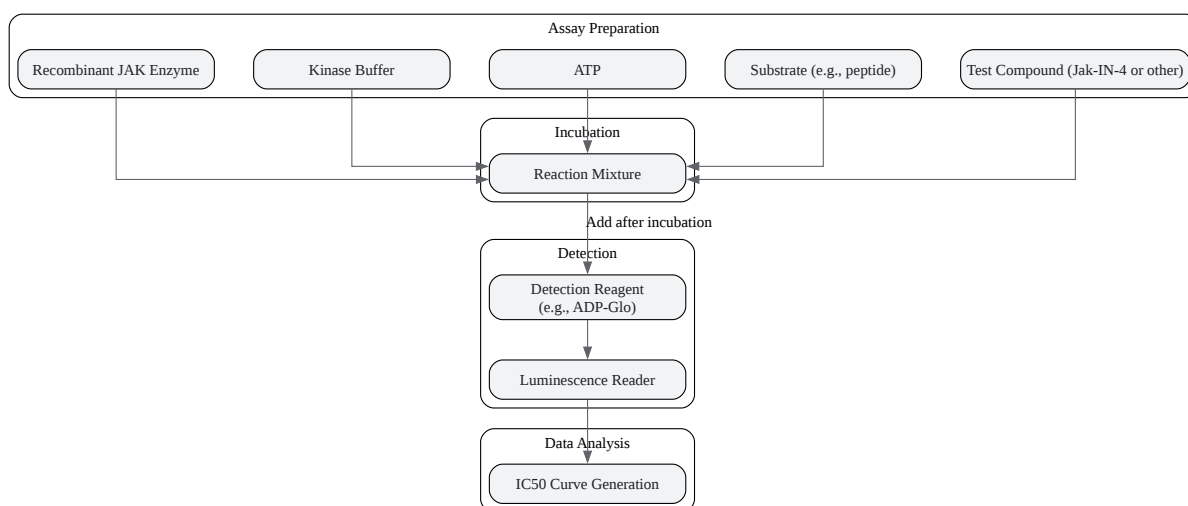 Assay Preparation
Recombinant JAK Enzyme
Kinase Buffer
ATP
Substrate (e.g., peptide)
Test Compound (Jak-IN-4 or other)
Incubation
Reaction Mixture
Add after incubation
Detection
Detection Reagent
(e.g., ADP-Glo)
Luminescence Reader
Data Analysis
IC50 Curve Generation